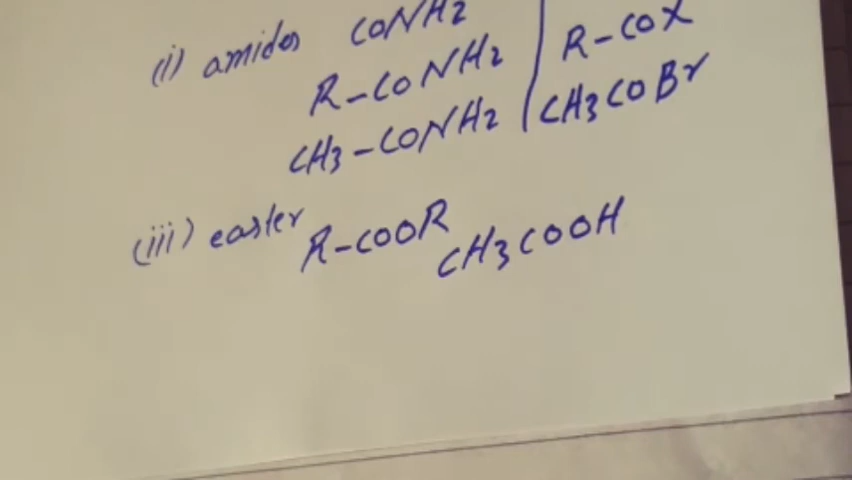 (i) amides CONH2
R-CONH2
CH3-CONH2
R-COX
CH3COBr
(iii) easter R-COOR
CH3COOH